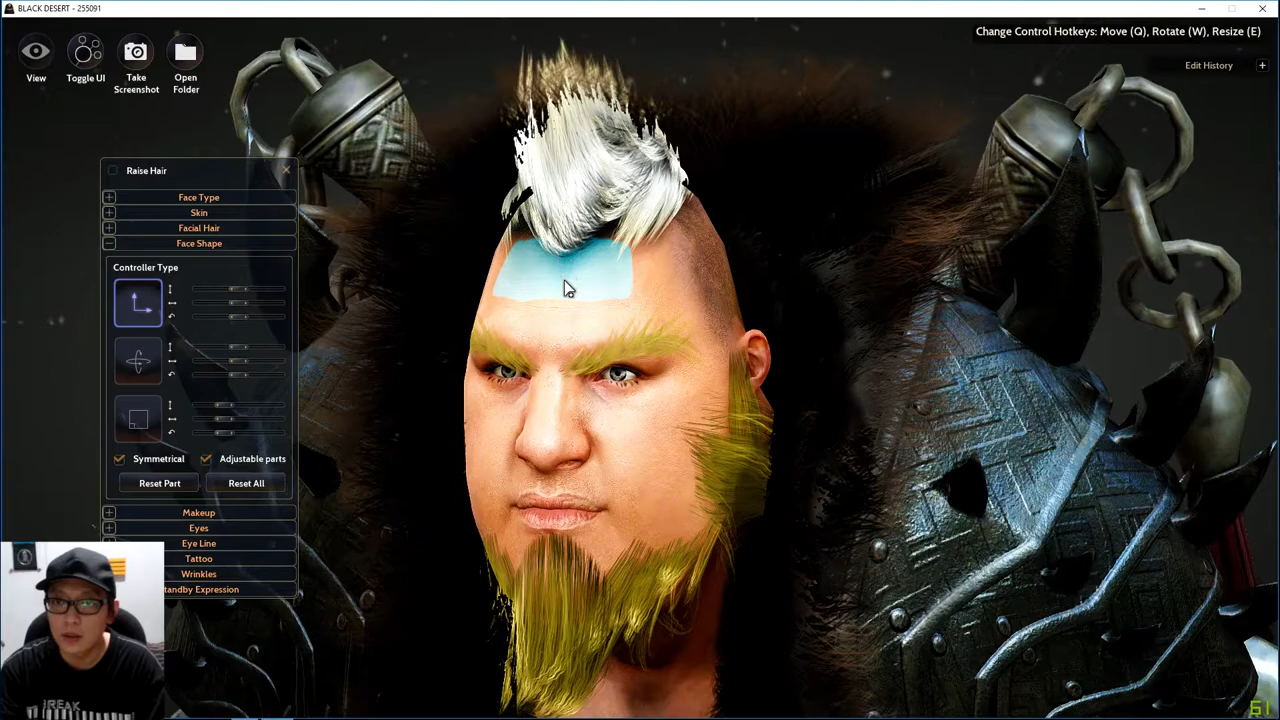 BLACK DESERT - 255091
Change Control Hotkeys: Move (Q), Rotate (W), Resize (E)
View
Toggle UI
Take
Screenshot
Open
Folder
Edit History
Raise Hair
Face Type
Skin
Facial Hair
Face Shape
Controller Type
Symmetrical
Adjustable parts
Reset Part
Reset All
Makeup
Eyes
Eye Line
Tattoo
Wrinkles
tandby Expression
61